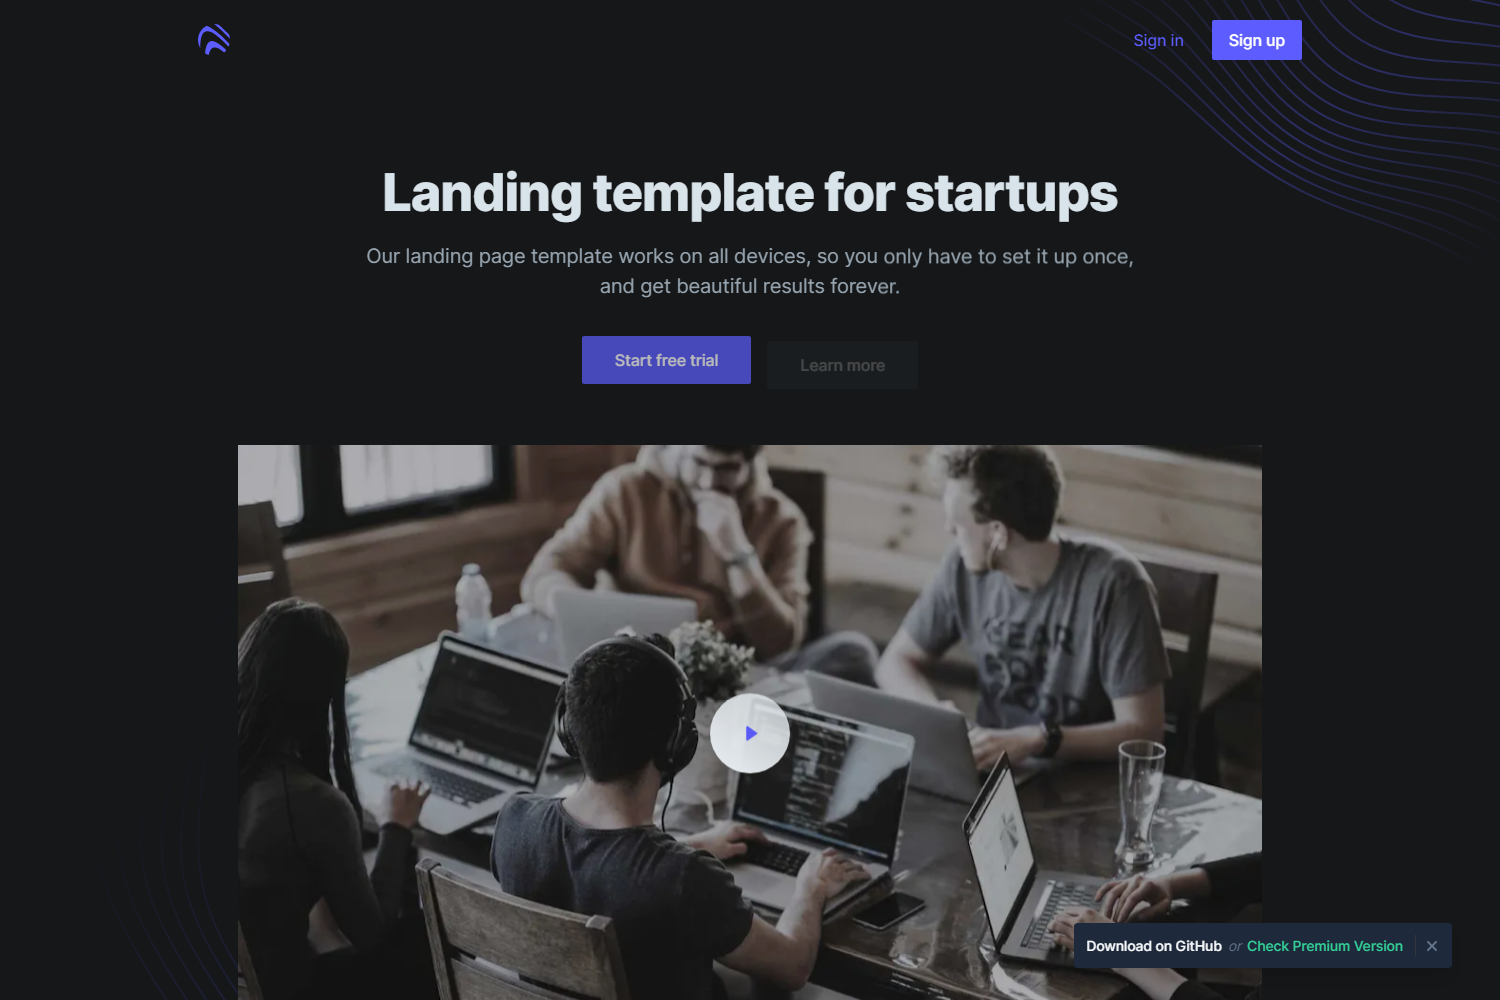 Sign in
Sign up
Landing template for startups
Our landing page template works on all devices, so you only have to set it up once,
and get beautiful results forever.
Start free trial
Learn more
Download on GitHub or Check Premium Version